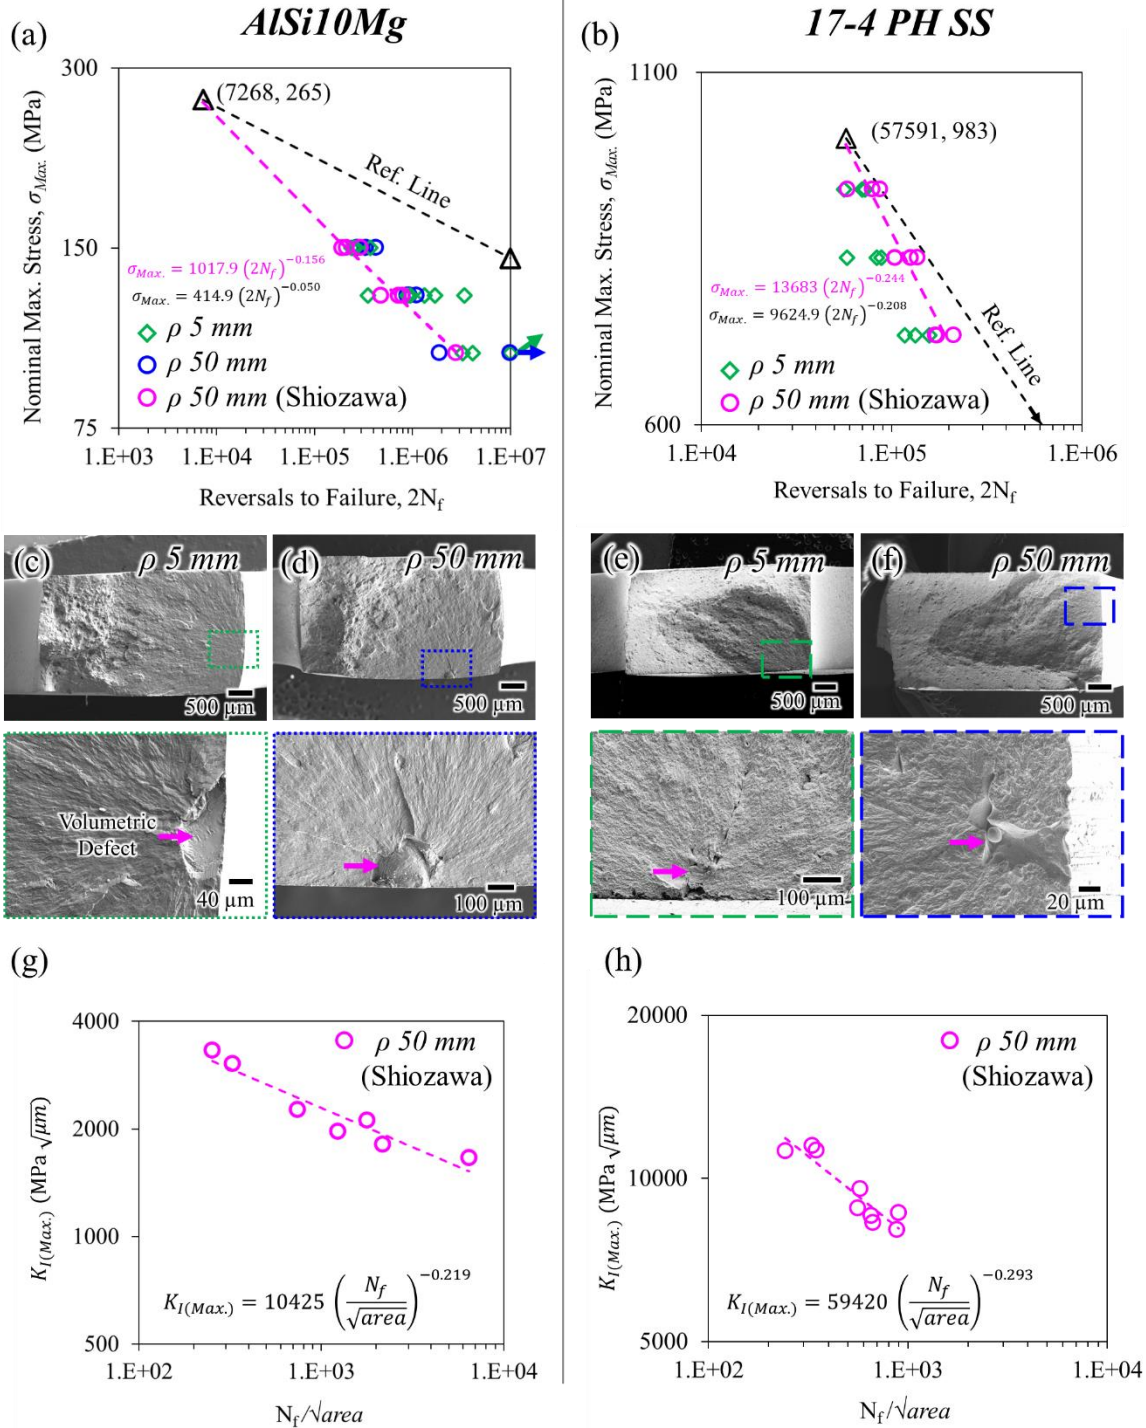 AlSi10Mg
17-4 PH SS
(a)
300
150
75
Nominal Max. Stress, σMax. (MPa)
(7268, 265)
Ref. Line
σMax. = 1017.9 (2Nf)^−0.156
σMax. = 414.9 (2Nf)^−0.050
ρ 5 mm
ρ 50 mm
ρ 50 mm (Shiozawa)
1.E+03 1.E+04 1.E+05 1.E+06 1.E+07
Reversals to Failure, 2Nf
(b)
1100
600
Nominal Max. Stress, σMax. (MPa)
(57591, 983)
σMax. = 13683 (2Nf)^−0.244
σMax. = 9624.9 (2Nf)^−0.208
Ref. Line
ρ 5 mm
ρ 50 mm (Shiozawa)
1.E+04 1.E+05 1.E+06
Reversals to Failure, 2Nf
(c) ρ 5 mm
500 µm
(d) ρ 50 mm
500 µm
(e) ρ 5 mm
500 µm
(f) ρ 50 mm
500 µm
Volumetric
Defect
40 µm
100 µm
100 µm
20 µm
(g)
4000
2000
1000
500
KI(Max.) (MPa √µm)
ρ 50 mm
(Shiozawa)
KI(Max.) = 10425 (Nf/√area)^−0.219
1.E+02 1.E+03 1.E+04
Nf/√area
(h)
20000
10000
5000
KI(Max.) (MPa √µm)
ρ 50 mm
(Shiozawa)
KI(Max.) = 59420 (Nf/√area)^−0.293
1.E+02 1.E+03 1.E+04
Nf/√area